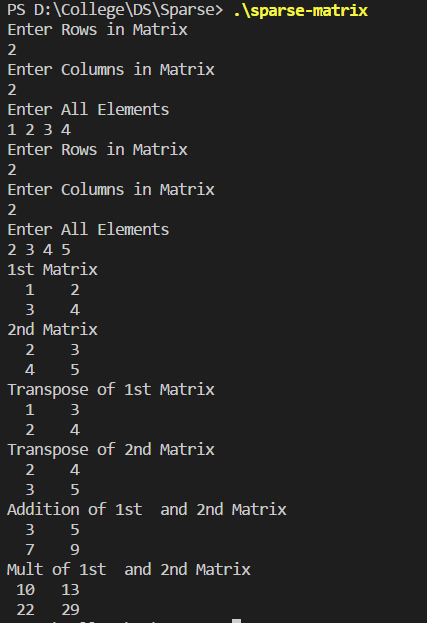 PS D:\College\DS\Sparse> .\sparse-matrix
Enter Rows in Matrix
2
Enter Columns in Matrix
2
Enter All Elements
1 2 3 4
Enter Rows in Matrix
2
Enter Columns in Matrix
2
Enter All Elements
2 3 4 5
1st Matrix
  1    2
  3    4
2nd Matrix
  2    3
  4    5
Transpose of 1st Matrix
  1    3
  2    4
Transpose of 2nd Matrix
  2    4
  3    5
Addition of 1st  and 2nd Matrix
  3    5
  7    9
Mult of 1st  and 2nd Matrix
 10   13
 22   29